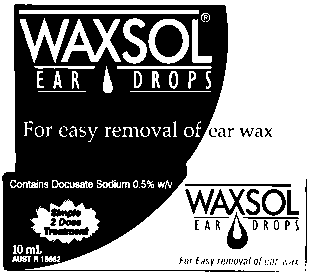 WAXSOL®
EAR DROPS
For easy removal of ear wax
Contains Docusate Sodium 0.5% w/v
Simple
2 Dose
Treatment
10 mL
AUST R 15662
WAXSOL
EAR DROPS
For Easy removal of ear wax